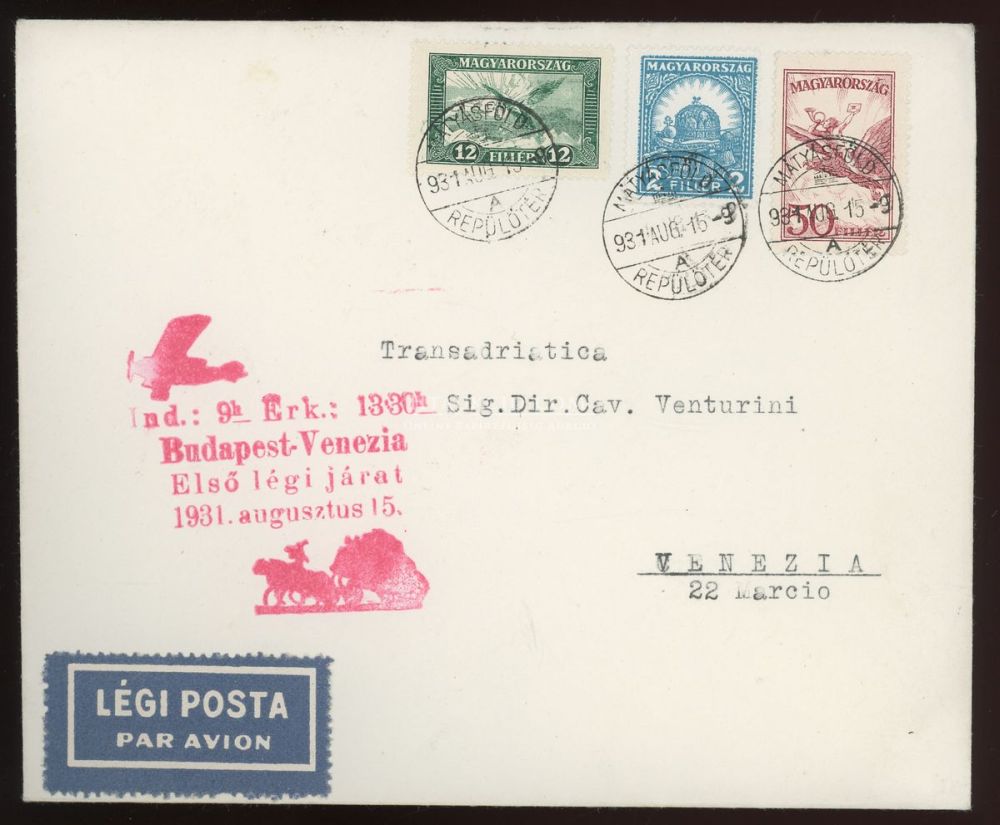 MAGYARORSZÁG
12 FILLÉR 12
MAGYARORSZÁG
2 FILLÉR 2
MAGYARORSZÁG
50 FILLÉR
MÁTYÁSFÖLD
931 AUG. 15 -9
A
REPÜLŐTÉR
MÁTYÁSFÖLD
931 AUG. 15 -9
A
REPÜLŐTÉR
MÁTYÁSFÖLD
931 AUG. 15 -9
A
REPÜLŐTÉR
Transadriatica
Sig.Dir.Cav. Venturini
VENEZIA
22 Marcio
Ind.: 9h Érk.: 13·30h
Budapest-Venezia
Első légi járat
1931. augusztus 15.
LÉGI POSTA
PAR AVION